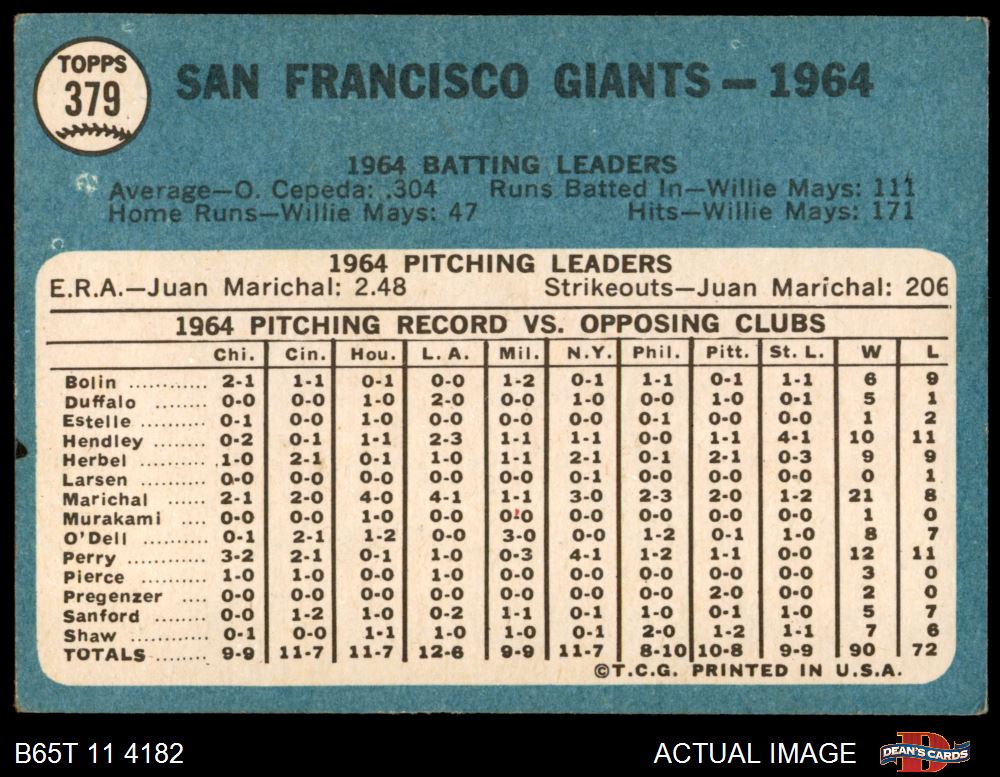 TOPPS
379
SAN FRANCISCO GIANTS — 1964
1964 BATTING LEADERS
Average—O. Cepeda: .304 Runs Batted In—Willie Mays: 111
Home Runs—Willie Mays: 47 Hits—Willie Mays: 171
1964 PITCHING LEADERS
E.R.A.—Juan Marichal: 2.48 Strikeouts—Juan Marichal: 206
1964 PITCHING RECORD VS. OPPOSING CLUBS
Chi. Cin. Hou. L. A. Mil. N.Y. Phil. Pitt. St. L. W L
Bolin ........... 2-1 1-1 0-1 0-0 1-2 0-1 1-1 0-1 1-1 6 9
Duffalo ........ 0-0 0-0 1-0 2-0 0-0 1-0 0-0 1-0 0-1 5 1
Estelle ......... 0-1 0-0 1-0 0-0 0-0 0-0 0-1 0-0 0-0 1 2
Hendley ....... 0-2 0-1 1-1 2-3 1-1 1-1 0-0 1-1 4-1 10 11
Herbel ......... 1-0 2-1 0-1 1-0 1-1 2-1 0-1 2-1 0-3 9 9
Larsen ......... 0-0 0-0 0-0 0-0 0-0 0-1 0-0 0-0 0-0 0 1
Marichal ...... 2-1 2-0 4-0 4-1 1-1 3-0 2-3 2-0 1-2 21 8
Murakami .... 0-0 0-0 1-0 0-0 0-0 0-0 0-0 0-0 0-0 1 0
O'Dell ......... 0-1 2-1 1-2 0-0 3-0 0-0 1-2 0-1 1-0 8 7
Perry ........... 3-2 2-1 0-1 1-0 0-3 4-1 1-2 1-1 0-0 12 11
Pierce ......... 1-0 1-0 0-0 1-0 0-0 0-0 0-0 0-0 0-0 3 0
Pregenzer .... 0-0 0-0 0-0 0-0 0-0 0-0 0-0 2-0 0-0 2 0
Sanford ....... 0-0 1-2 1-0 0-2 1-1 0-1 1-0 0-1 1-0 5 7
Shaw ........... 0-1 0-0 1-1 1-0 1-0 0-1 2-0 1-2 1-1 7 6
TOTALS ....... 9-9 11-7 11-7 12-6 9-9 11-7 8-10 10-8 9-9 90 72
©T.C.G. PRINTED IN U.S.A.
B65T 11 4182 ACTUAL IMAGE DEAN'S CARDS